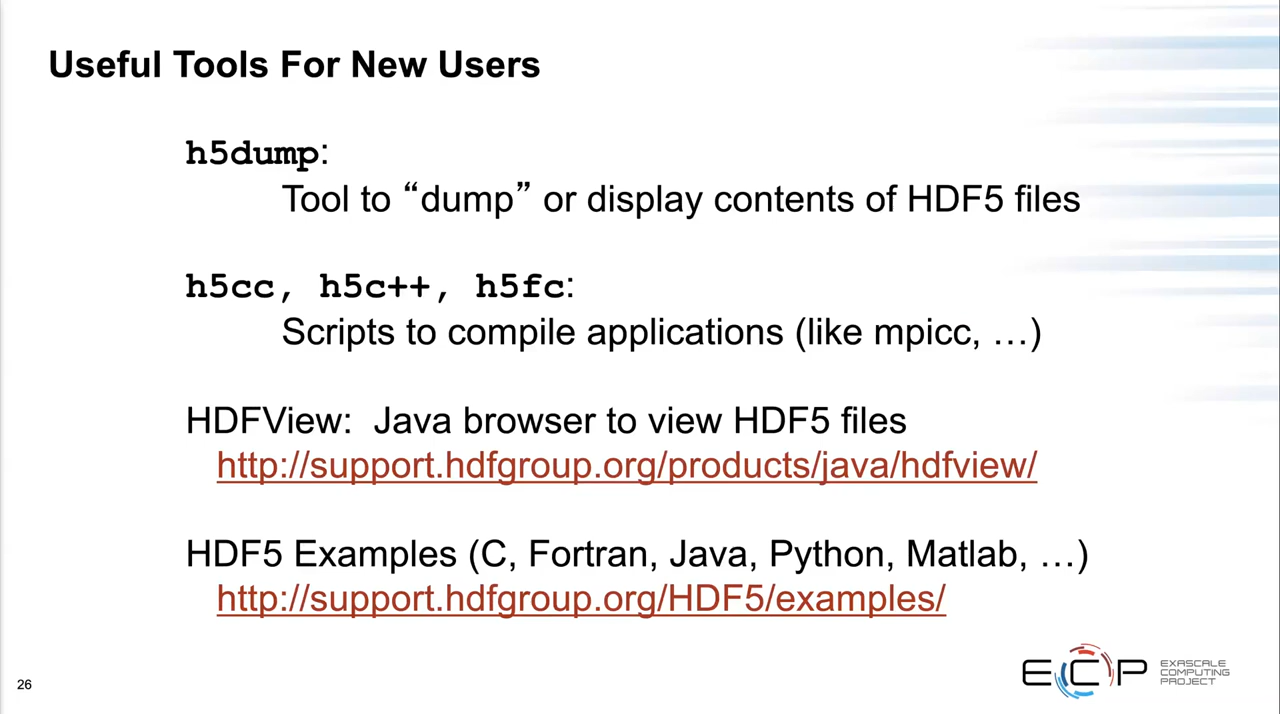 Useful Tools For New Users
h5dump:
Tool to “dump” or display contents of HDF5 files
h5cc, h5c++, h5fc:
Scripts to compile applications (like mpicc, …)
HDFView:  Java browser to view HDF5 files
http://support.hdfgroup.org/products/java/hdfview/
HDF5 Examples (C, Fortran, Java, Python, Matlab, …)
http://support.hdfgroup.org/HDF5/examples/
26
ECP
EXASCALE
COMPUTING
PROJECT